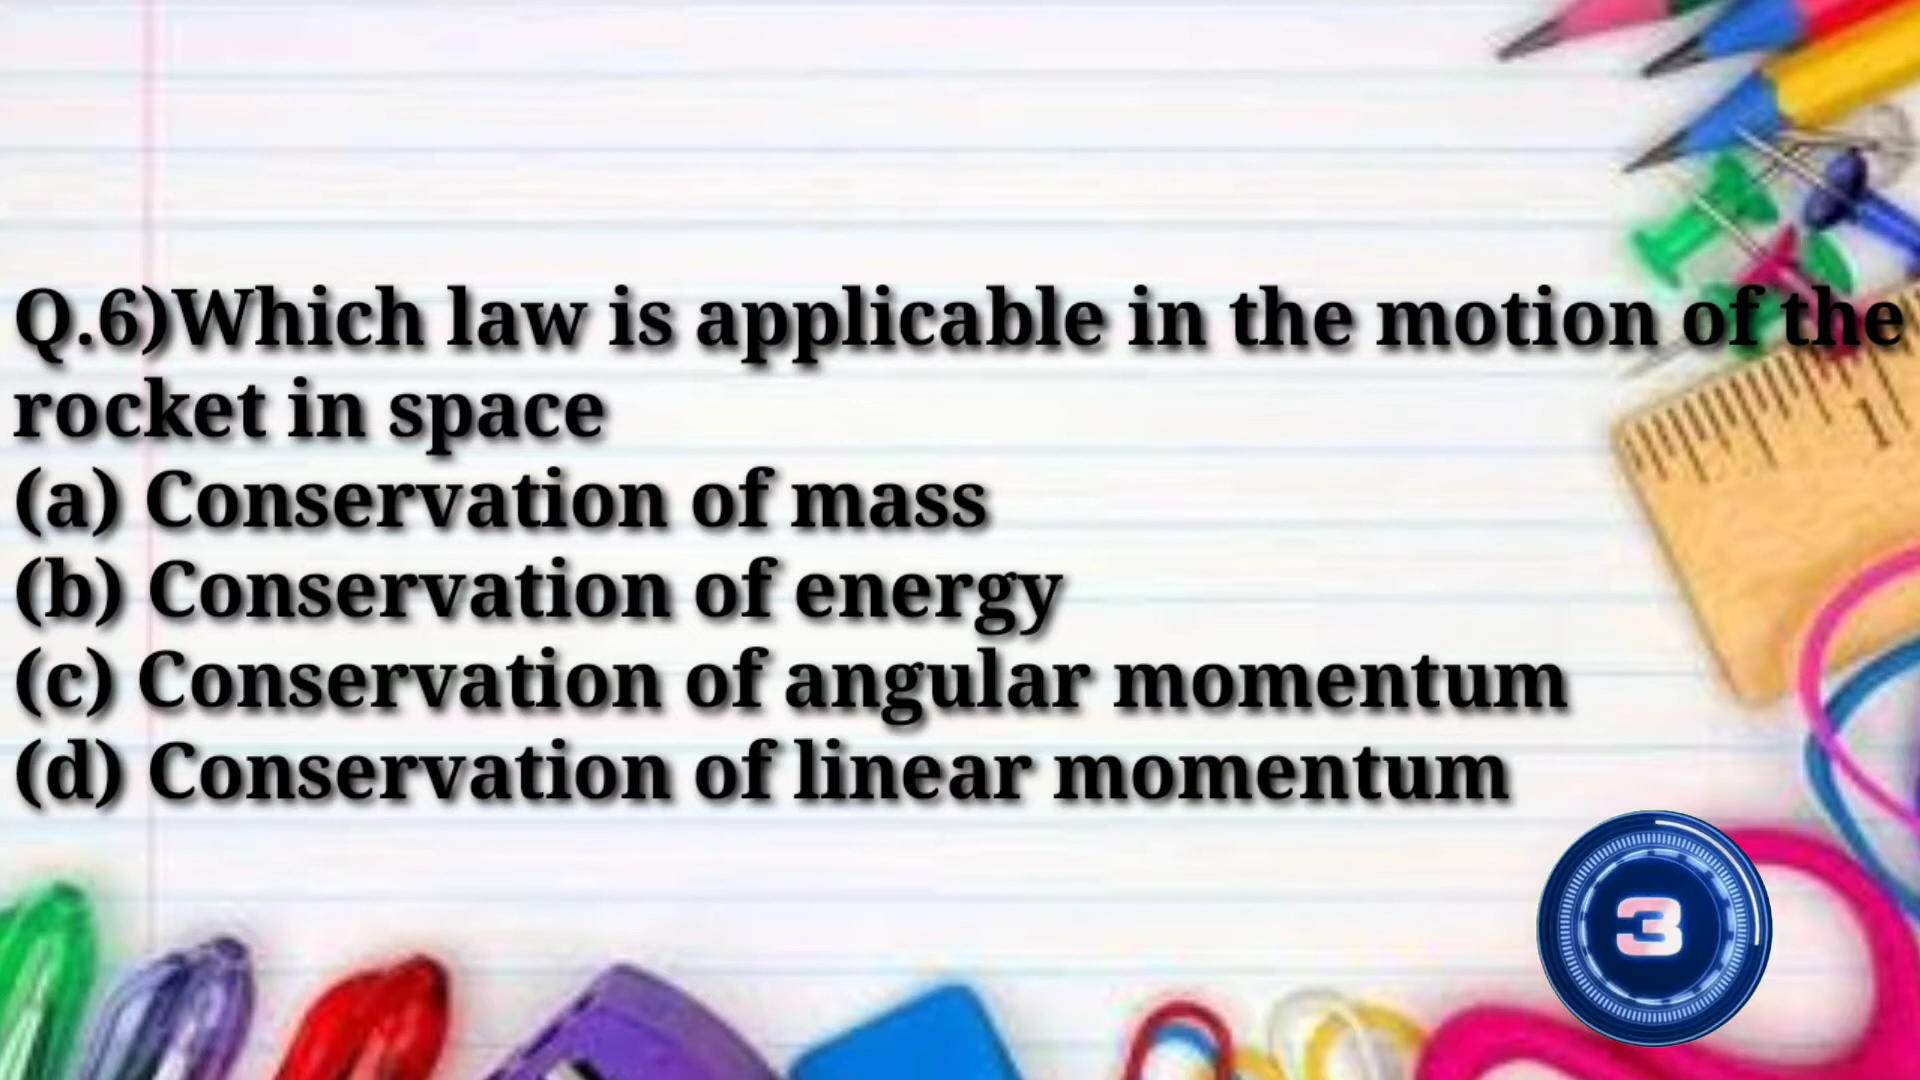 Q.6)Which law is applicable in the motion of the
rocket in space
(a) Conservation of mass
(b) Conservation of energy
(c) Conservation of angular momentum
(d) Conservation of linear momentum
1
3